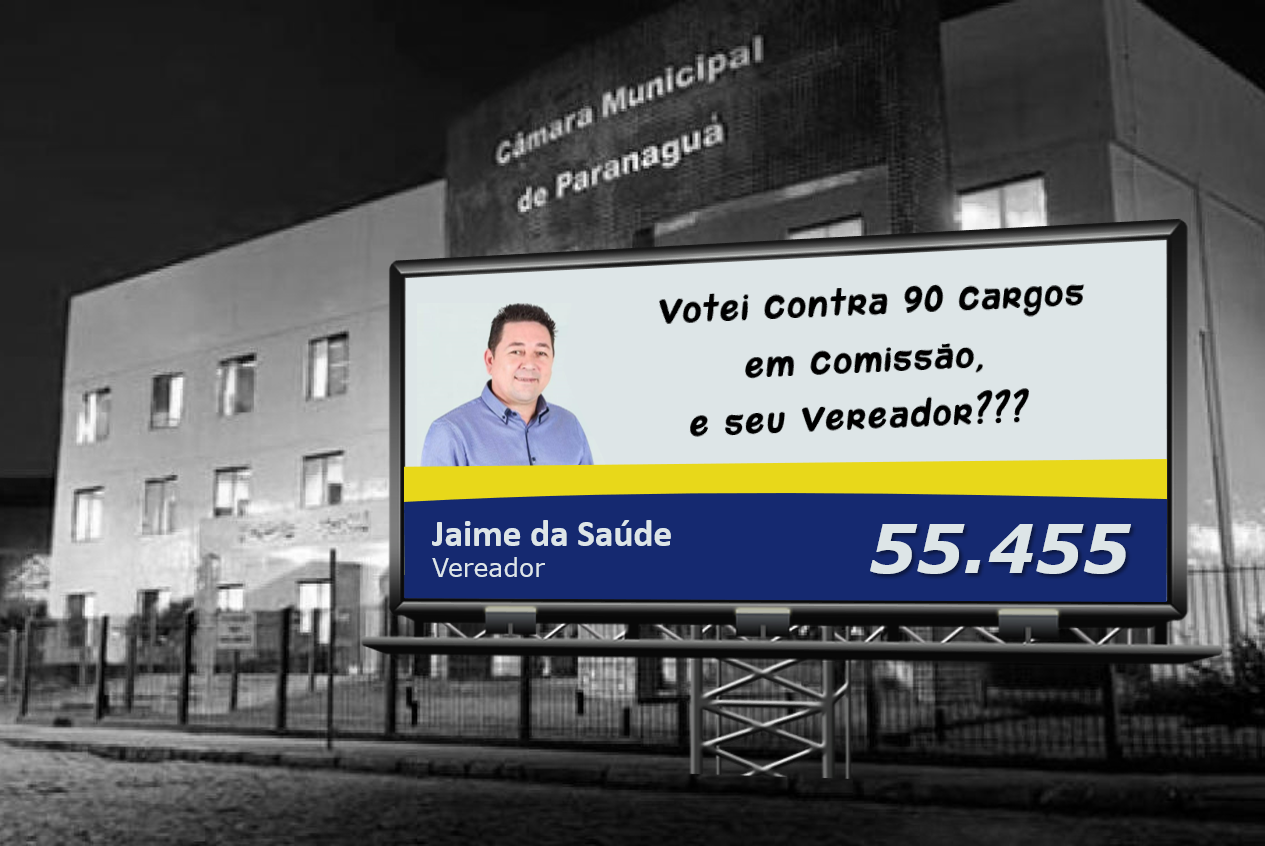 Câmara Municipal
de Paranaguá
Votei contra 90 cargos
em comissão,
e seu vereador???
Jaime da Saúde
Vereador
55.455